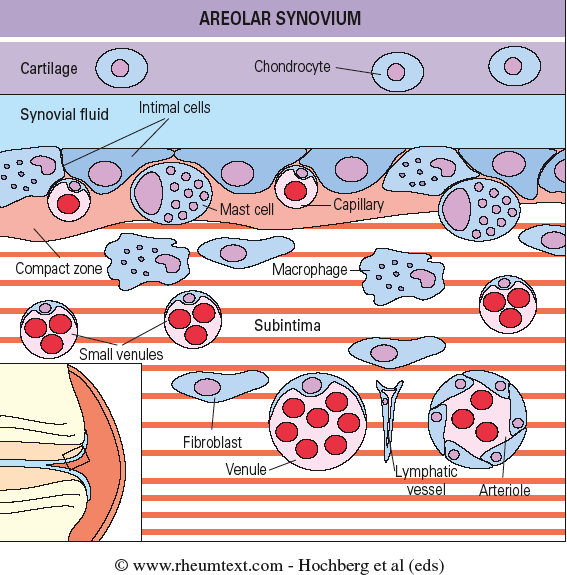 AREOLAR SYNOVIUM
Cartilage
Chondrocyte
Synovial fluid
Intimal cells
Mast cell
Capillary
Compact zone
Macrophage
Subintima
Small venules
Fibroblast
Venule
Lymphatic
vessel
Arteriole
© www.rheumtext.com - Hochberg et al (eds)